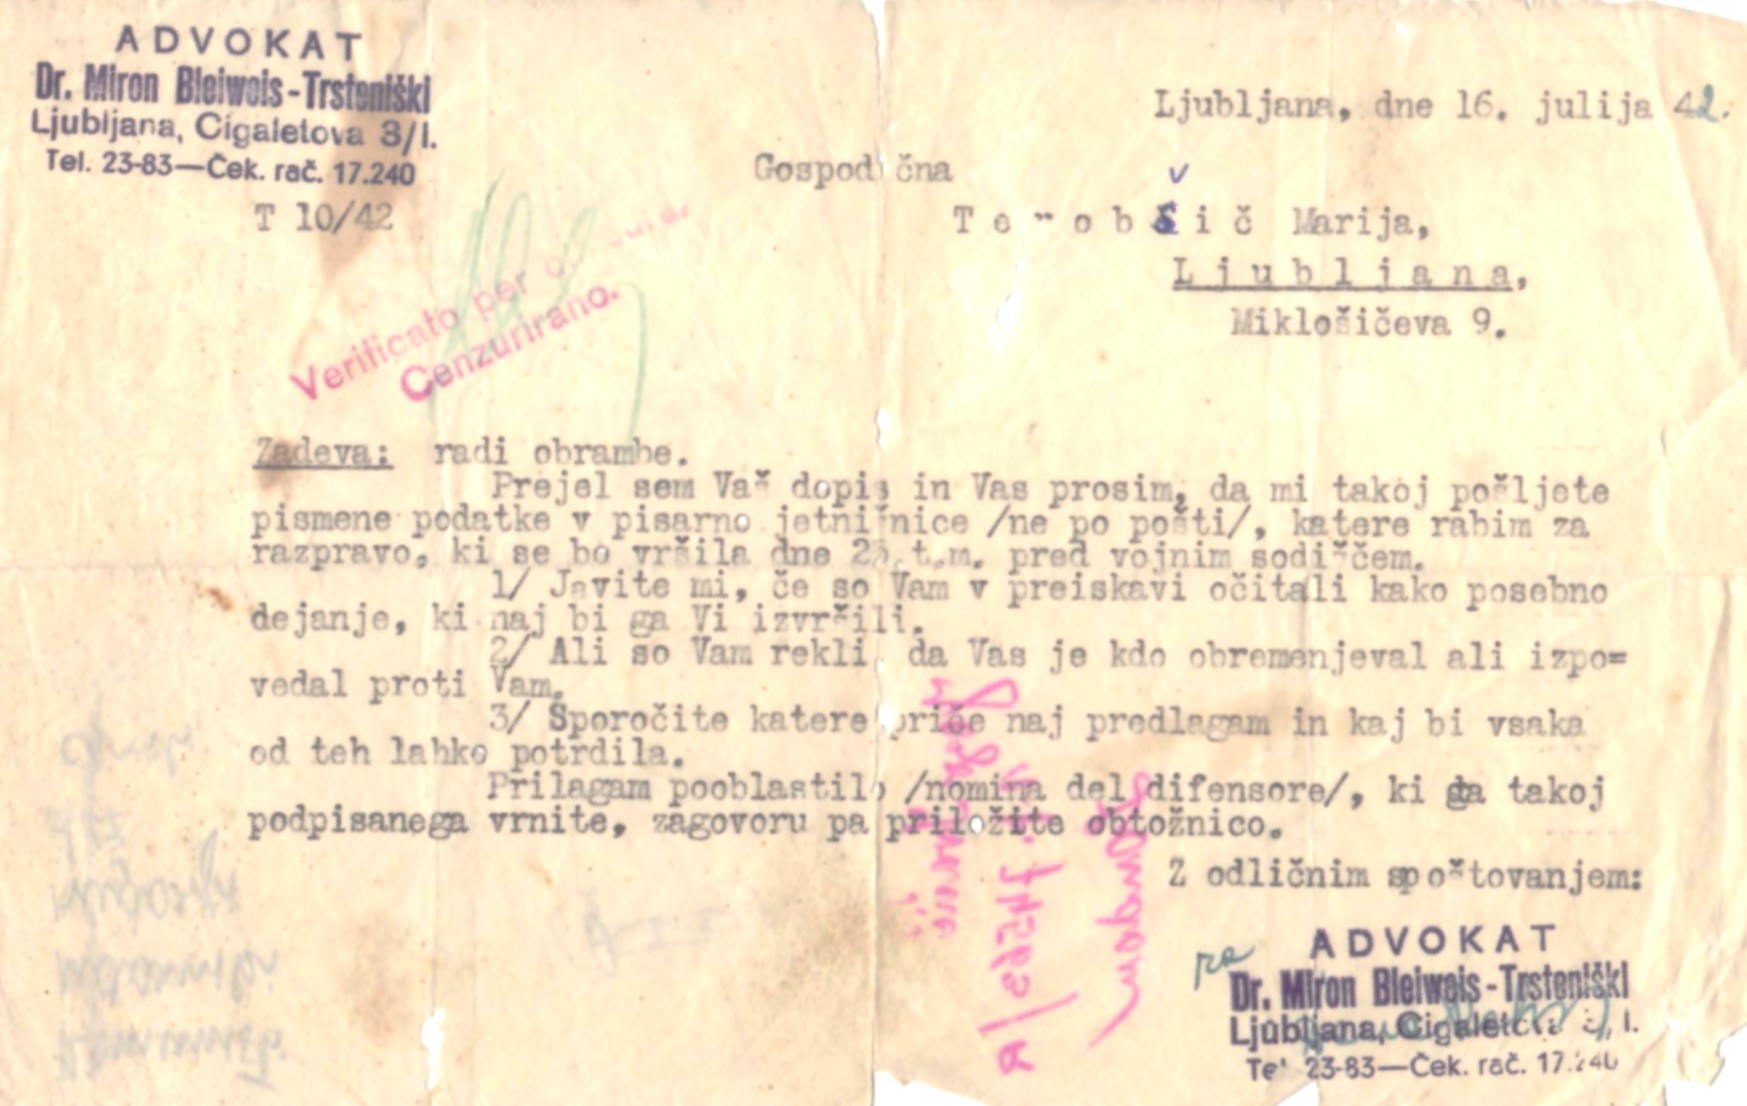 ADVOKAT
Dr. Miron Bleiweis-Trsteniški
Ljubljana, Cigaletova 3/I.
Tel. 23-83—Ček. rač. 17.240
T 10/42
Ljubljana, dne 16. julija 42.
Gospodična
Marija,
Ljubljana,
Miklošičeva 9.
Verificato per
Cenzurirano.
Zadeva: radi obrambe.
Prejel sem Vaš dopis in Vas prosim, da mi takoj pošljete
pismene podatke v pisarno jetnišnice /ne po pošti/, katere rabim za
razpravo, ki se bo vršila dne t.m. pred vojnim sodiščem.
1/ Javite mi, če so Vam v preiskavi očitali kako posebno
dejanje, ki naj bi ga Vi izvršili.
2/ Ali so Vam rekli da Vas je kdo obremenjeval ali izpo=
vedal proti Vam.
3/ Sporočite katere priče naj predlagam in kaj bi vsaka
od teh lahko potrdila.
Prilagam pooblastilo /nomina del difensore/, ki ga takoj
podpisanega vrnite, zagovoru pa priložite obtožnico.
Z odličnim spoštovanjem:
pa
ADVOKAT
Dr. Miron Bleiweis-Trsteniški
Ljubljana, Cigaletova 3, I.
Tel 23-83—Ček. rač. 17.240